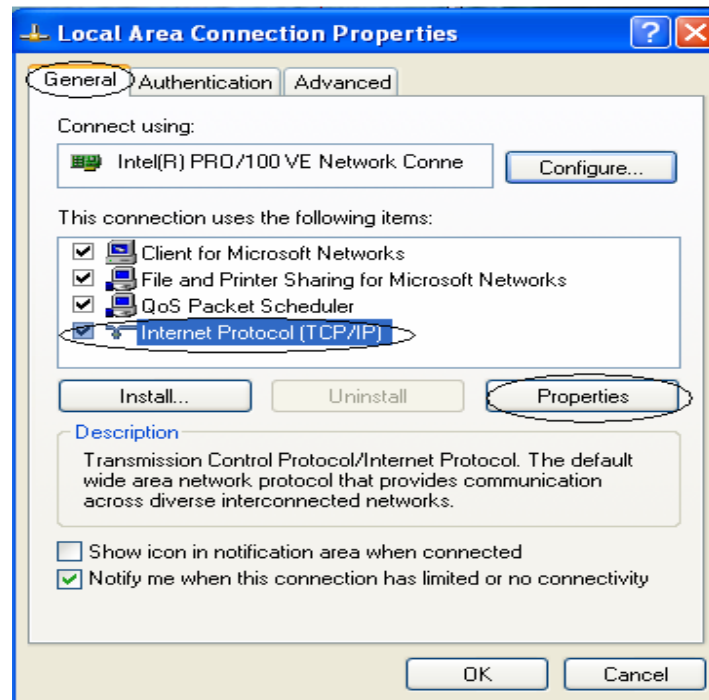 Local Area Connection Properties
General Authentication Advanced
Connect using:
Intel(R) PRO/100 VE Network Conne Configure...
This connection uses the following items:
Client for Microsoft Networks
File and Printer Sharing for Microsoft Networks
QoS Packet Scheduler
Internet Protocol (TCP/IP)
Install... Uninstall Properties
Description
Transmission Control Protocol/Internet Protocol. The default
wide area network protocol that provides communication
across diverse interconnected networks.
Show icon in notification area when connected
Notify me when this connection has limited or no connectivity
OK Cancel